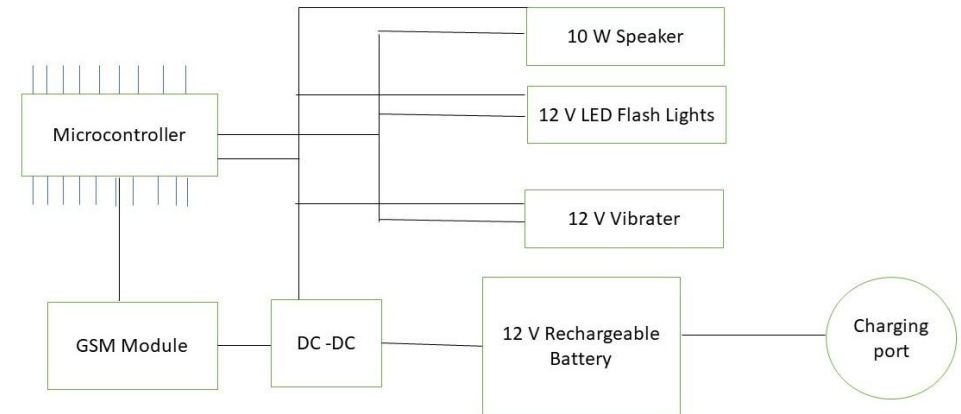 10 W Speaker
Microcontroller
12 V LED Flash Lights
12 V Vibrater
GSM Module
DC -DC
12 V Rechargeable
Battery
Charging
port